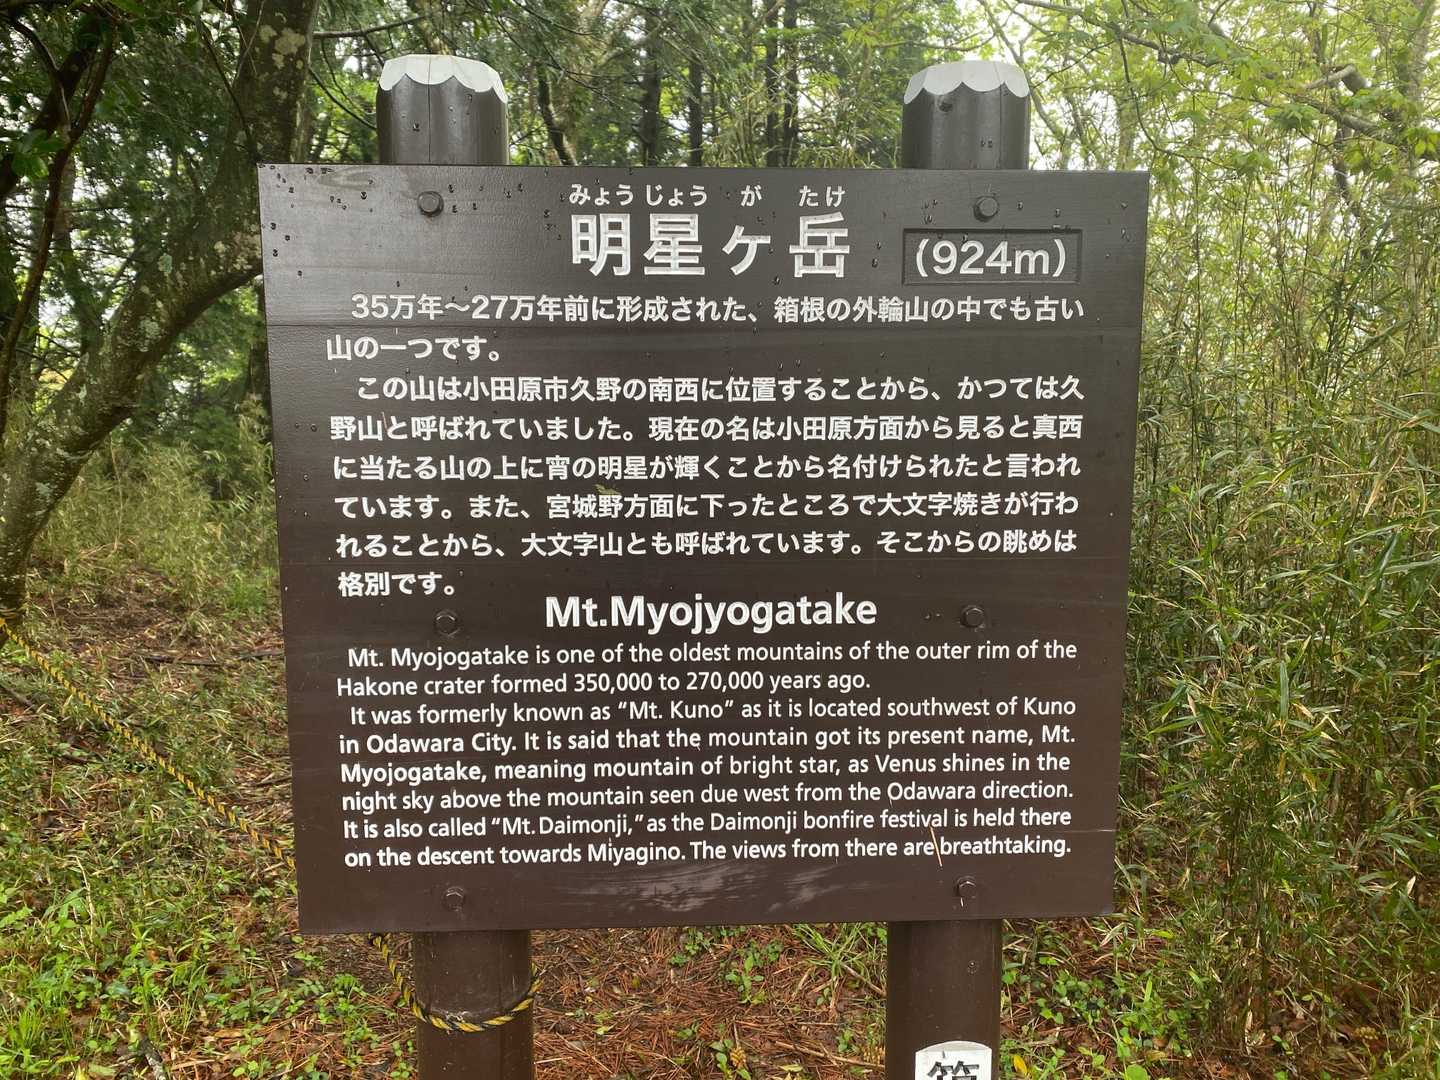 みょうじょう が たけ
明星ヶ岳 (924m)
35万年～27万年前に形成された、箱根の外輪山の中でも古い
山の一つです。
この山は小田原市久野の南西に位置することから、かつては久
野山と呼ばれていました。現在の名は小田原方面から見ると真西
に当たる山の上に宵の明星が輝くことから名付けられたと言われ
ています。また、宮城野方面に下ったところで大文字焼きが行わ
れることから、大文字山とも呼ばれています。そこからの眺めは
格別です。
Mt.Myojyogatake
Mt. Myojogatake is one of the oldest mountains of the outer rim of the
Hakone crater formed 350,000 to 270,000 years ago.
It was formerly known as “Mt. Kuno” as it is located southwest of Kuno
in Odawara City. It is said that the mountain got its present name, Mt.
Myojogatake, meaning mountain of bright star, as Venus shines in the
night sky above the mountain seen due west from the Odawara direction.
It is also called “Mt. Daimonji,” as the Daimonji bonfire festival is held there
on the descent towards Miyagino. The views from there are breathtaking.